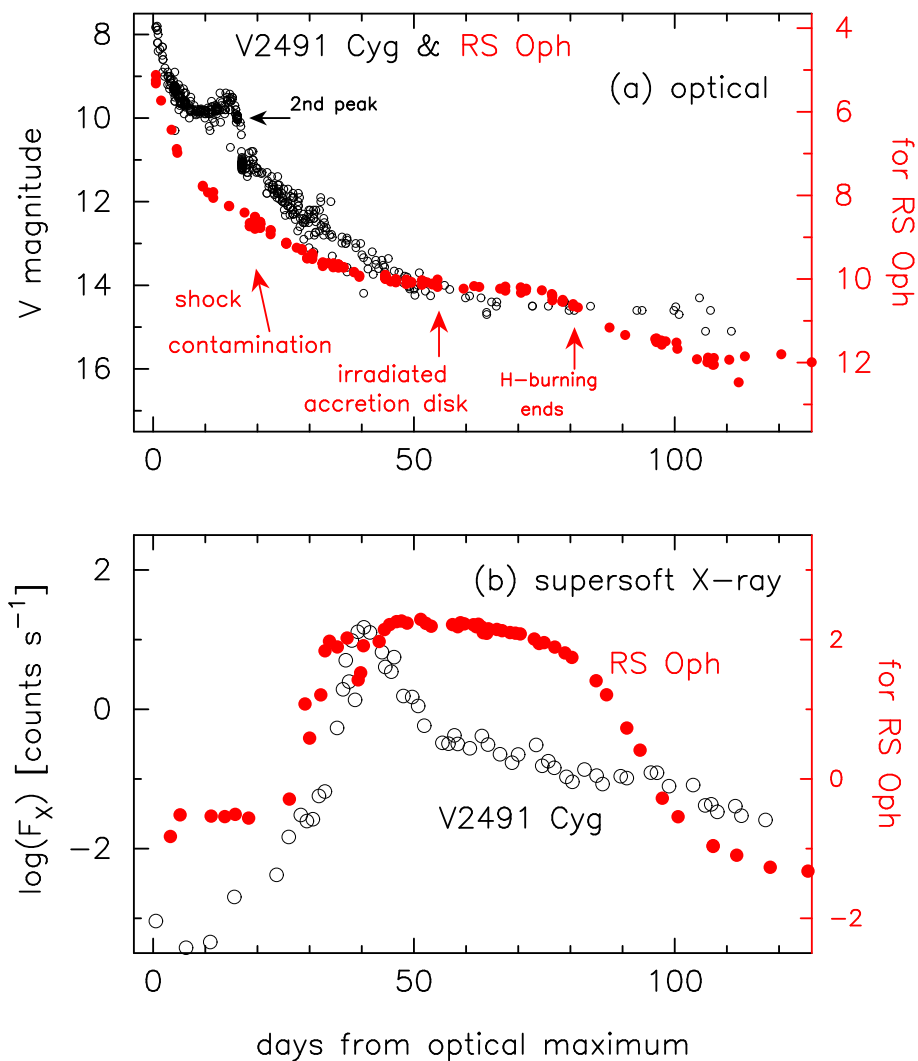 V2491 Cyg & RS Oph
(a) optical
2nd peak
shock
contamination
irradiated
accretion disk
H-burning
ends
V magnitude
8
10
12
14
16
for RS Oph
4
6
8
10
12
0
50
100
(b) supersoft X-ray
RS Oph
V2491 Cyg
log(F_X) [counts s⁻¹]
2
0
−2
for RS Oph
2
0
−2
0
50
100
days from optical maximum